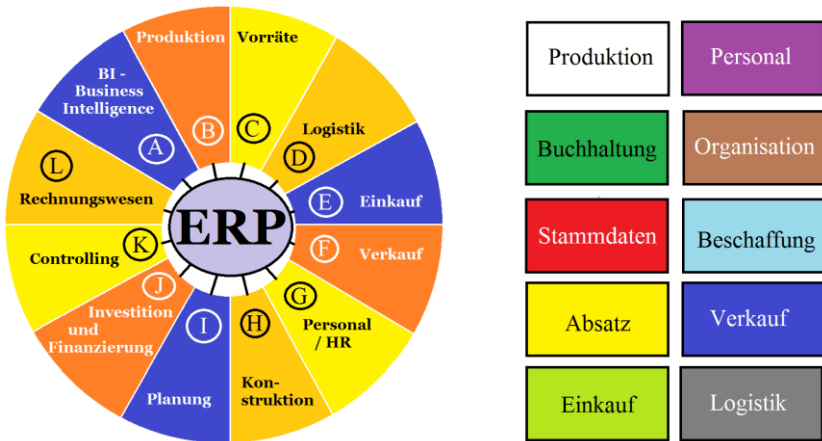 Produktion
Vorräte
BI -
Business
Intelligence
Logistik
A
B
C
D
L
Rechnungswesen
E
Einkauf
ERP
K
Controlling
F
Verkauf
J
Investition
und
Finanzierung
I
Planung
H
Kon-
struktion
G
Personal
/ HR
Produktion
Personal
Buchhaltung
Organisation
Stammdaten
Beschaffung
Absatz
Verkauf
Einkauf
Logistik